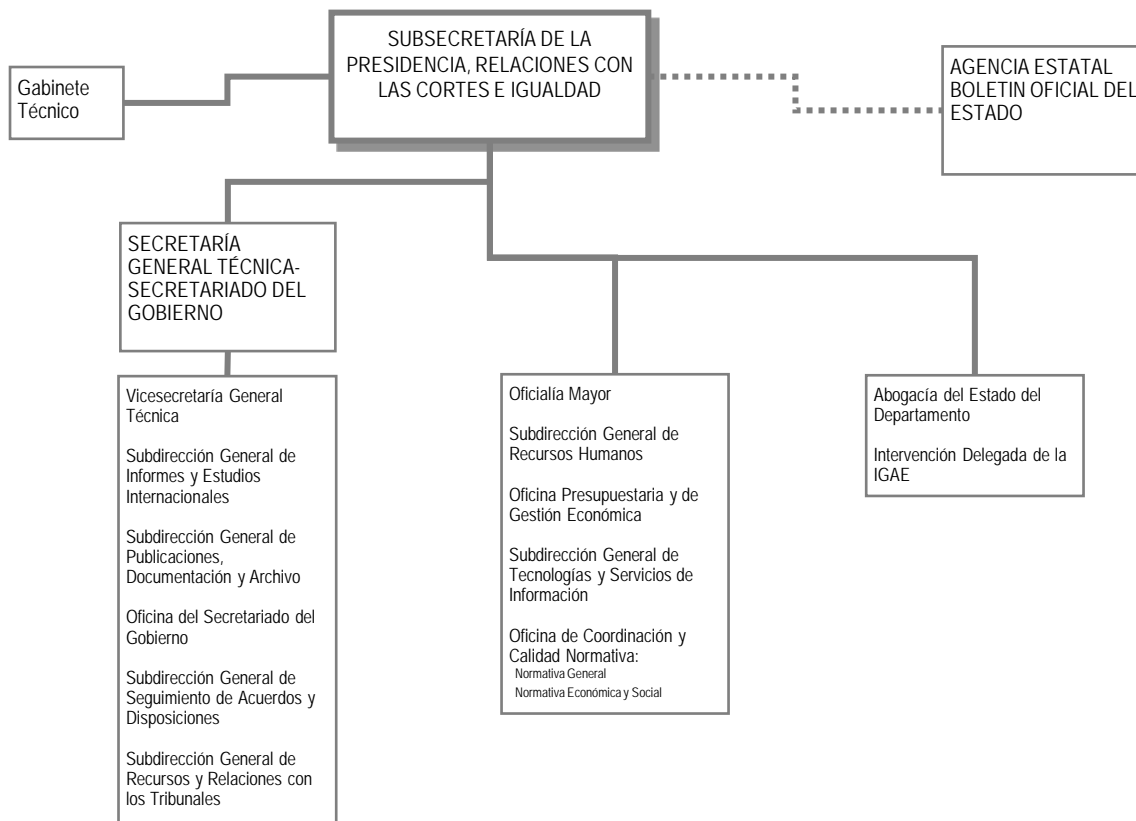 SUBSECRETARÍA DE LA
PRESIDENCIA, RELACIONES CON
LAS CORTES E IGUALDAD
Gabinete
Técnico
AGENCIA ESTATAL
BOLETIN OFICIAL DEL
ESTADO
SECRETARÍA
GENERAL TÉCNICA-
SECRETARIADO DEL
GOBIERNO
Vicesecretaría General
Técnica
Subdirección General de
Informes y Estudios
Internacionales
Subdirección General de
Publicaciones,
Documentación y Archivo
Oficina del Secretariado del
Gobierno
Subdirección General de
Seguimiento de Acuerdos y
Disposiciones
Subdirección General de
Recursos y Relaciones con
los Tribunales
Oficialía Mayor
Subdirección General de
Recursos Humanos
Oficina Presupuestaria y de
Gestión Económica
Subdirección General de
Tecnologías y Servicios de
Información
Oficina de Coordinación y
Calidad Normativa:
Normativa General
Normativa Económica y Social
Abogacía del Estado del
Departamento
Intervención Delegada de la
IGAE